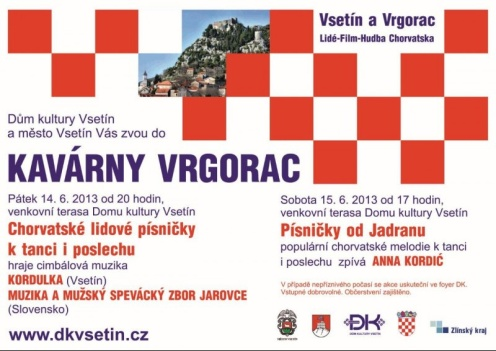 Vsetín a Vrgorac
Lidé-Film-Hudba Chorvatska
Dům kultury Vsetín
a město Vsetín Vás zvou do
KAVÁRNY VRGORAC
Pátek 14. 6. 2013 od 20 hodin,
venkovní terasa Domu kultury Vsetín
Chorvatské lidové písničky
k tanci i poslechu
hraje cimbálová muzika
KORDULKA (Vsetín)
MUZIKA A MUŽSKÝ SPEVÁCKÝ ZBOR JAROVCE
(Slovensko)
www.dkvsetin.cz
Sobota 15. 6. 2013 od 17 hodin,
venkovní terasa Domu kultury Vsetín
Písničky od Jadranu
populární chorvatské melodie k tanci
i poslechu zpívá ANNA KORDIĆ
V případě nepříznivého počasí se akce uskuteční ve foyer DK.
Vstupné dobrovolné. Občerstvení zajištěno.
DK
Zlínský kraj